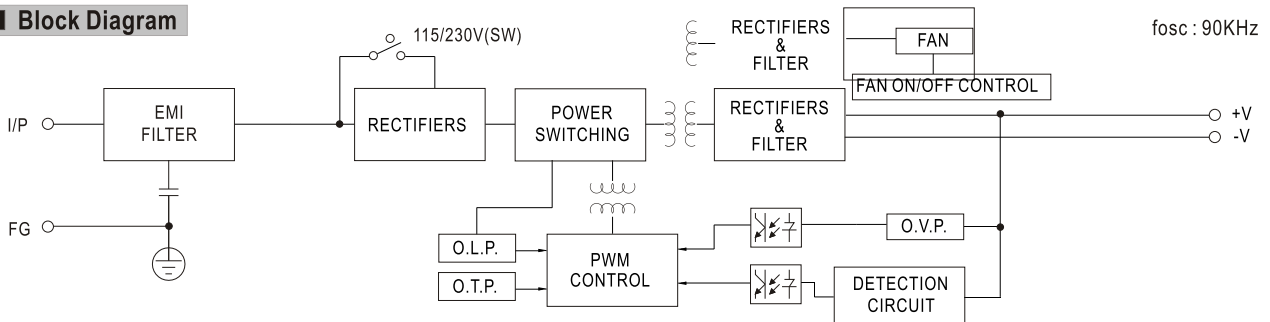 Block Diagram
115/230V(SW)
RECTIFIERS
&
FILTER
FAN
FAN ON/OFF CONTROL
fosc : 90KHz
I/P
EMI
FILTER
RECTIFIERS
POWER
SWITCHING
RECTIFIERS
&
FILTER
+V
-V
FG
O.L.P.
O.T.P.
PWM
CONTROL
O.V.P.
DETECTION
CIRCUIT